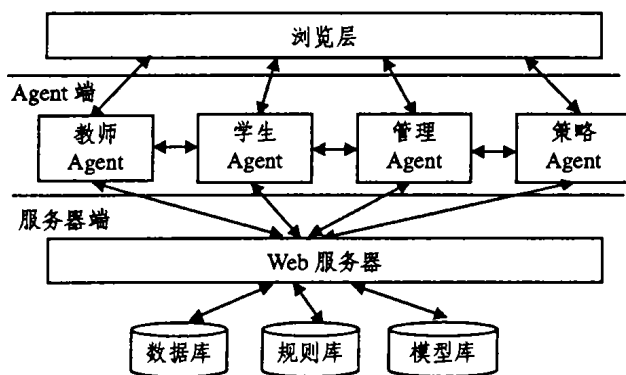 浏览层
Agent 端
教师 学生 管理 策略
Agent Agent Agent Agent
服务器端
Web 服务器
数据库 规则库 模型库